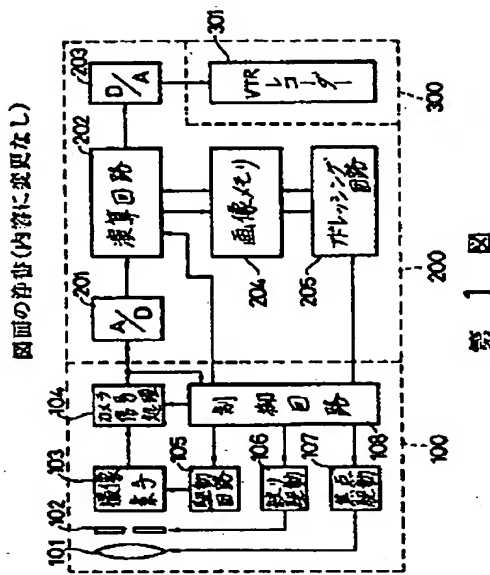 図面の浄書(内容に変更なし)
101
102
103
撮像
素子
104
カメラ
信号
処理
105
駆動
回路
106
絞り
駆動
107
焦点
駆動
108
制御回路
100
201
A/D
202
演算回路
203
D/A
204
画像メモリ
205
アドレッシング
回路
200
301
VTR
レコーダ
300
第 1 図